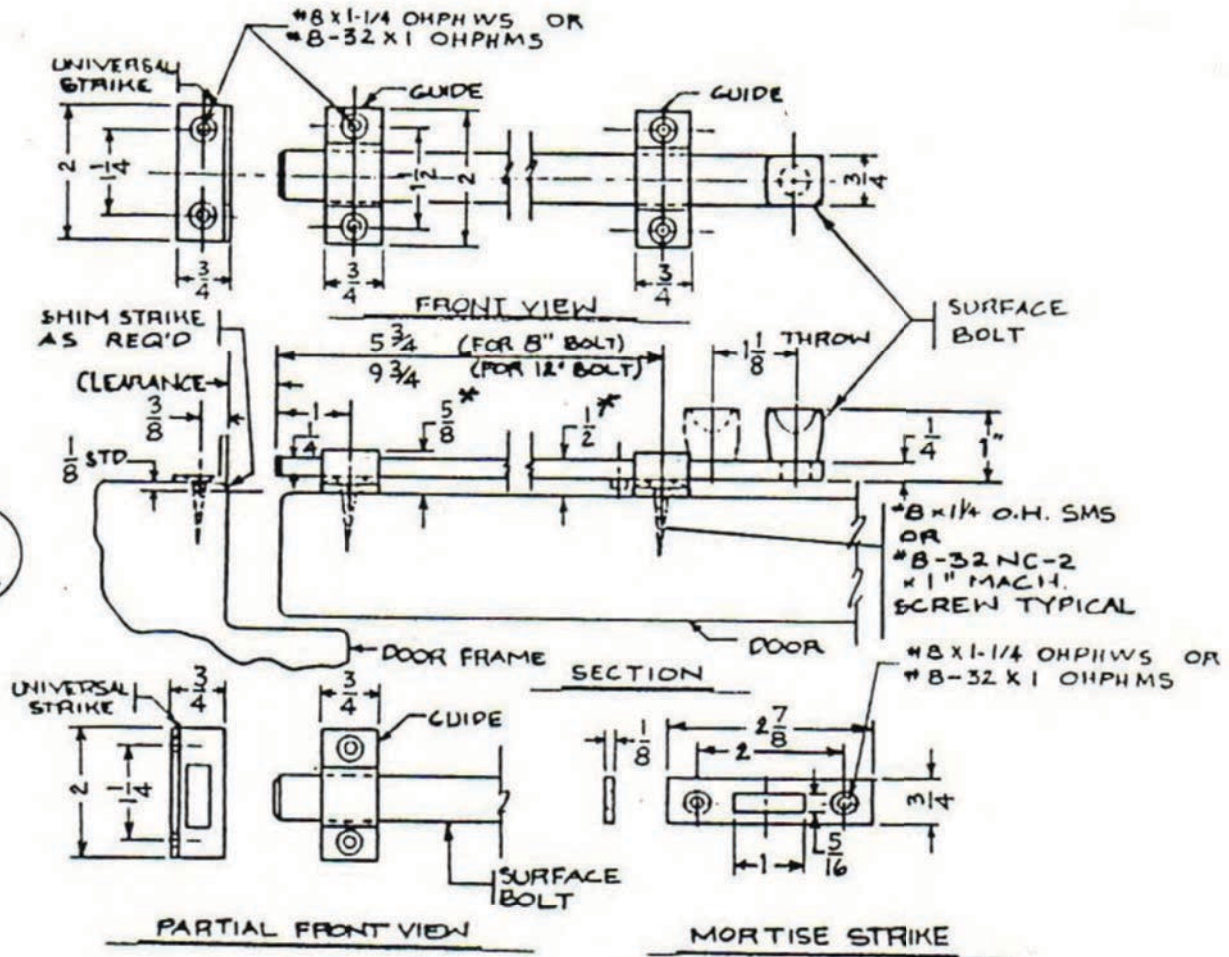 #8 x 1-1/4 OHPHWS OR
#8-32 X 1 OHPHMS
UNIVERSAL
STRIKE
GUIDE
GUIDE
2
1 1/4
1 1/2
2
3/4
3/4
3/4
3/4
FRONT VIEW
SURFACE
BOLT
SHIM STRIKE
AS REQ'D
5 3/4 (FOR 8" BOLT)
9 3/4 (FOR 12" BOLT)
THROW
1 1/8
CLEARANCE
3/8
1
1/4
5/8*
1/2*
1/4
1"
1/8 STD
#8 x 1 1/4 O.H. SMS
OR
#8-32 NC-2
x 1" MACH.
SCREW TYPICAL
DOOR FRAME
DOOR
SECTION
#8 X 1-1/4 OHPHWS OR
#8-32 X 1 OHPHMS
UNIVERSAL
STRIKE
3/4
3/4
GUIDE
2
1 1/4
1/8
2 7/8
2
3/4
1
5/16
SURFACE
BOLT
PARTIAL FRONT VIEW
MORTISE STRIKE